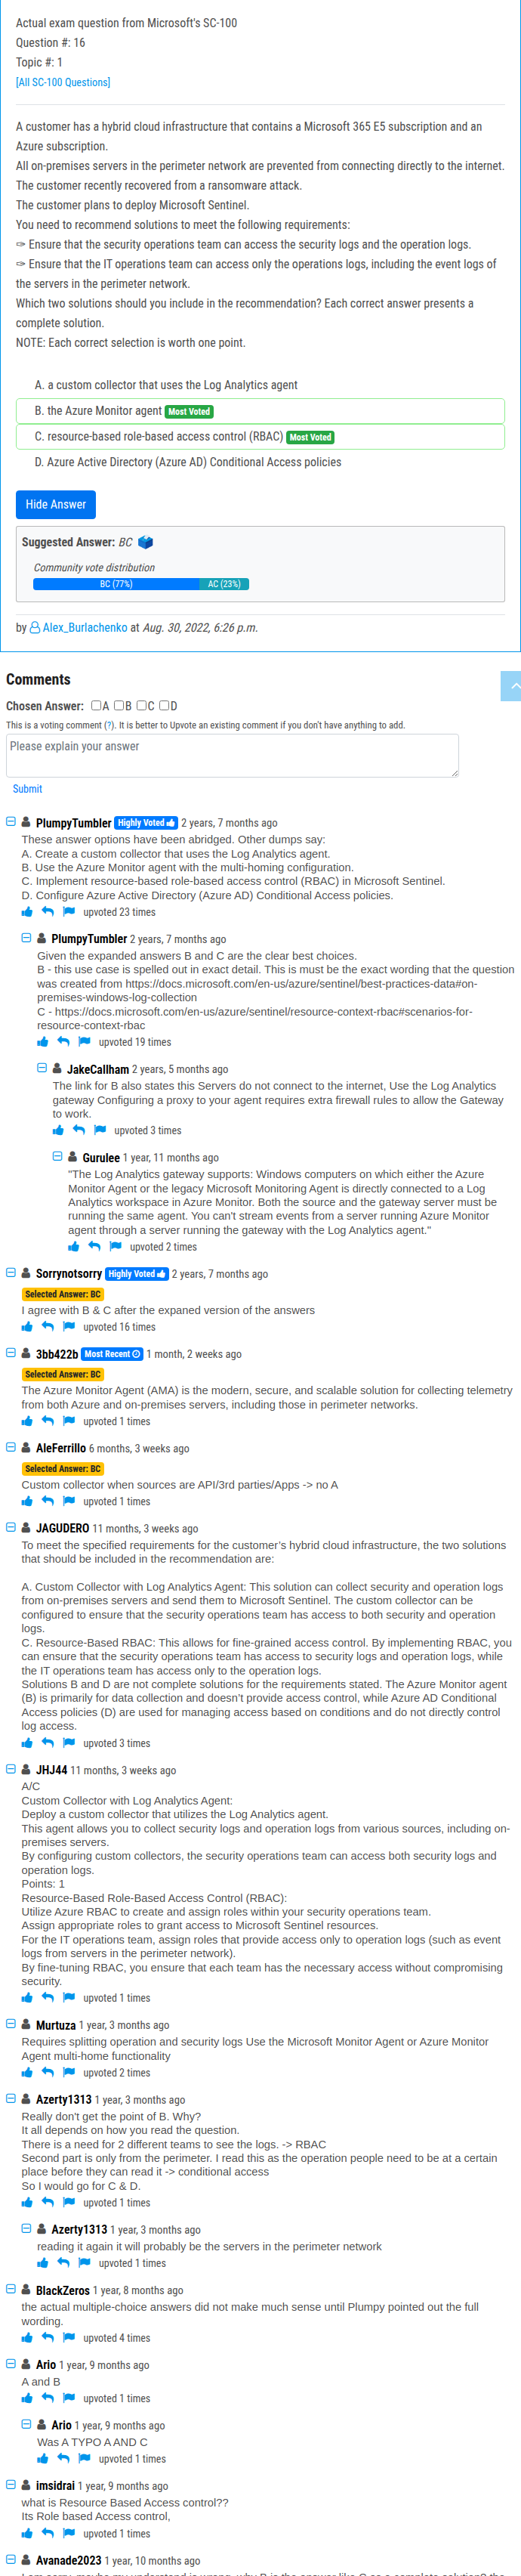 Actual exam question from Microsoft's SC-100
Question #: 16
Topic #: 1
[All SC-100 Questions]
A customer has a hybrid cloud infrastructure that contains a Microsoft 365 E5 subscription and an
Azure subscription.
All on-premises servers in the perimeter network are prevented from connecting directly to the internet.
The customer recently recovered from a ransomware attack.
The customer plans to deploy Microsoft Sentinel.
You need to recommend solutions to meet the following requirements:
✑ Ensure that the security operations team can access the security logs and the operation logs.
✑ Ensure that the IT operations team can access only the operations logs, including the event logs of
the servers in the perimeter network.
Which two solutions should you include in the recommendation? Each correct answer presents a
complete solution.
NOTE: Each correct selection is worth one point.
A. a custom collector that uses the Log Analytics agent
B. the Azure Monitor agent Most Voted
C. resource-based role-based access control (RBAC) Most Voted
D. Azure Active Directory (Azure AD) Conditional Access policies
Hide Answer
Suggested Answer: BC
Community vote distribution
BC (77%) AC (23%)
by Alex_Burlachenko at Aug. 30, 2022, 6:26 p.m.
Comments
Chosen Answer: A B C D
This is a voting comment (?). It is better to Upvote an existing comment if you don't have anything to add.
Please explain your answer
Submit
PlumpyTumbler Highly Voted 2 years, 7 months ago
These answer options have been abridged. Other dumps say:
A. Create a custom collector that uses the Log Analytics agent.
B. Use the Azure Monitor agent with the multi-homing configuration.
C. Implement resource-based role-based access control (RBAC) in Microsoft Sentinel.
D. Configure Azure Active Directory (Azure AD) Conditional Access policies.
upvoted 23 times
PlumpyTumbler 2 years, 7 months ago
Given the expanded answers B and C are the clear best choices.
B - this use case is spelled out in exact detail. This is must be the exact wording that the question
was created from https://docs.microsoft.com/en-us/azure/sentinel/best-practices-data#on-
premises-windows-log-collection
C - https://docs.microsoft.com/en-us/azure/sentinel/resource-context-rbac#scenarios-for-
resource-context-rbac
upvoted 19 times
JakeCallham 2 years, 5 months ago
The link for B also states this Servers do not connect to the internet, Use the Log Analytics
gateway Configuring a proxy to your agent requires extra firewall rules to allow the Gateway
to work.
upvoted 3 times
Gurulee 1 year, 11 months ago
"The Log Analytics gateway supports: Windows computers on which either the Azure
Monitor Agent or the legacy Microsoft Monitoring Agent is directly connected to a Log
Analytics workspace in Azure Monitor. Both the source and the gateway server must be
running the same agent. You can't stream events from a server running Azure Monitor
agent through a server running the gateway with the Log Analytics agent."
upvoted 2 times
Sorrynotsorry Highly Voted 2 years, 7 months ago
Selected Answer: BC
I agree with B & C after the expaned version of the answers
upvoted 16 times
3bb422b Most Recent 1 month, 2 weeks ago
Selected Answer: BC
The Azure Monitor Agent (AMA) is the modern, secure, and scalable solution for collecting telemetry
from both Azure and on-premises servers, including those in perimeter networks.
upvoted 1 times
AleFerrillo 6 months, 3 weeks ago
Selected Answer: BC
Custom collector when sources are API/3rd parties/Apps -> no A
upvoted 1 times
JAGUDERO 11 months, 3 weeks ago
To meet the specified requirements for the customer's hybrid cloud infrastructure, the two solutions
that should be included in the recommendation are:
A. Custom Collector with Log Analytics Agent: This solution can collect security and operation logs
from on-premises servers and send them to Microsoft Sentinel. The custom collector can be
configured to ensure that the security operations team has access to both security and operation
logs.
C. Resource-Based RBAC: This allows for fine-grained access control. By implementing RBAC, you
can ensure that the security operations team has access to security logs and operation logs, while
the IT operations team has access only to the operation logs.
Solutions B and D are not complete solutions for the requirements stated. The Azure Monitor agent
(B) is primarily for data collection and doesn't provide access control, while Azure AD Conditional
Access policies (D) are used for managing access based on conditions and do not directly control
log access.
upvoted 3 times
JHJ44 11 months, 3 weeks ago
A/C
Custom Collector with Log Analytics Agent:
Deploy a custom collector that utilizes the Log Analytics agent.
This agent allows you to collect security logs and operation logs from various sources, including on-
premises servers.
By configuring custom collectors, the security operations team can access both security logs and
operation logs.
Points: 1
Resource-Based Role-Based Access Control (RBAC):
Utilize Azure RBAC to create and assign roles within your security operations team.
Assign appropriate roles to grant access to Microsoft Sentinel resources.
For the IT operations team, assign roles that provide access only to operation logs (such as event
logs from servers in the perimeter network).
By fine-tuning RBAC, you ensure that each team has the necessary access without compromising
security.
upvoted 1 times
Murtuza 1 year, 3 months ago
Requires splitting operation and security logs Use the Microsoft Monitor Agent or Azure Monitor
Agent multi-home functionality
upvoted 2 times
Azerty1313 1 year, 3 months ago
Really don't get the point of B. Why?
It all depends on how you read the question.
There is a need for 2 different teams to see the logs. -> RBAC
Second part is only from the perimeter. I read this as the operation people need to be at a certain
place before they can read it -> conditional access
So I would go for C & D.
upvoted 1 times
Azerty1313 1 year, 3 months ago
reading it again it will probably be the servers in the perimeter network
upvoted 1 times
BlackZeros 1 year, 8 months ago
the actual multiple-choice answers did not make much sense until Plumpy pointed out the full
wording.
upvoted 4 times
Ario 1 year, 9 months ago
A and B
upvoted 1 times
Ario 1 year, 9 months ago
Was A TYPO A AND C
upvoted 1 times
imsidrai 1 year, 9 months ago
what is Resource Based Access control??
Its Role based Access control,
upvoted 1 times
Avanade2023 1 year, 10 months ago